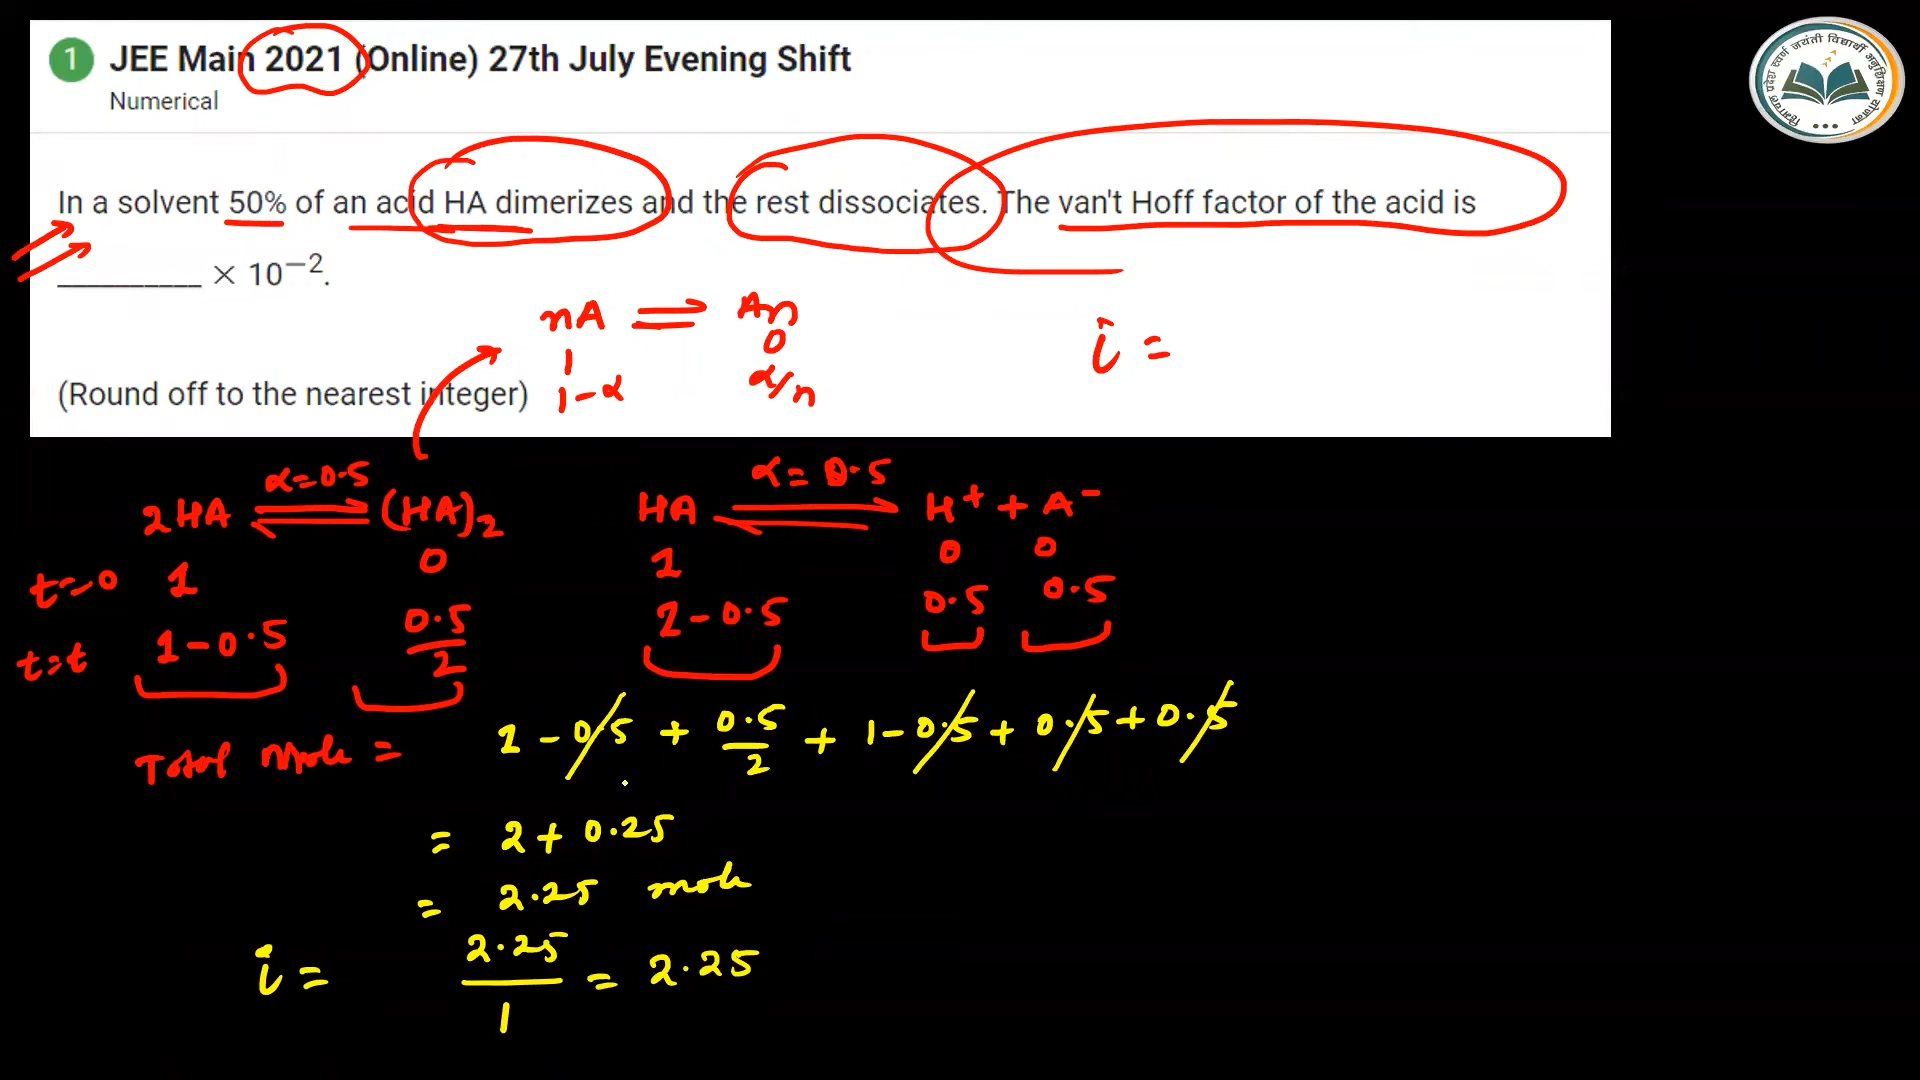 1 JEE Main 2021 (Online) 27th July Evening Shift
Numerical
In a solvent 50% of an acid HA dimerizes and the rest dissociates. The van't Hoff factor of the acid is
__________ × 10⁻².
(Round off to the nearest integer)
nA ⇌ An
1 0
1-α α/n
i =
2HA ⇌ (HA)₂ α=0.5
HA ⇌ H⁺ + A⁻ α = 0.5
t=0 1 0 1 0 0
t=t 1-0.5 0.5/2 1-0.5 0.5 0.5
Total mole = 1 - 0.5 + 0.5/2 + 1-0.5 + 0.5 + 0.5
= 2 + 0.25
= 2.25 mole
i = 2.25/1 = 2.25